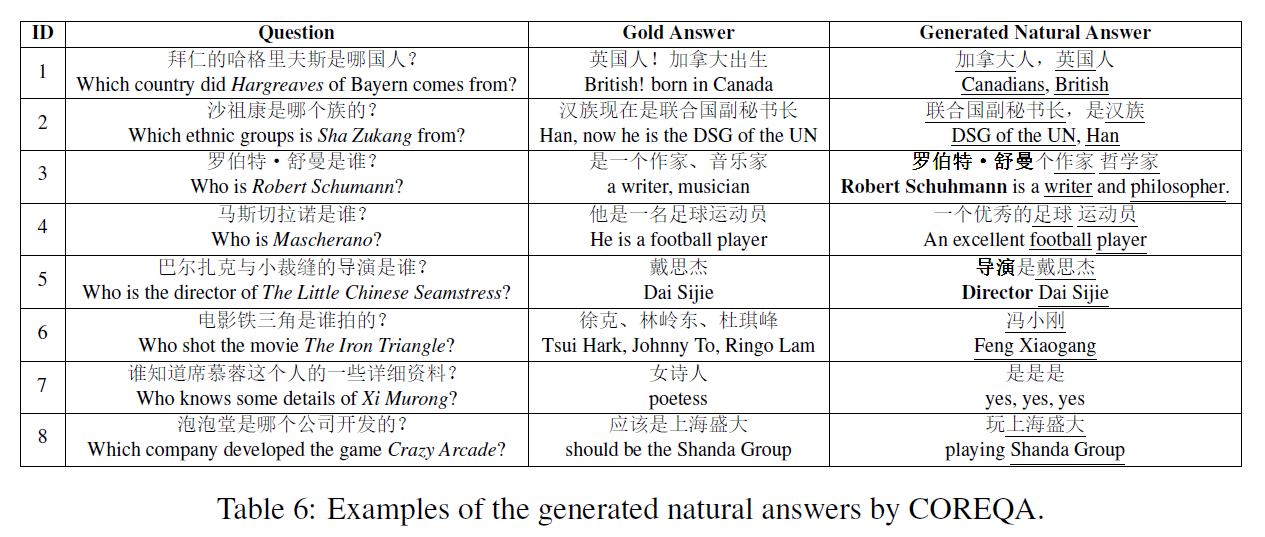 ID Question Gold Answer Generated Natural Answer
1
拜仁的哈格里夫斯是哪国人？
Which country did Hargreaves of Bayern comes from?
英国人！加拿大出生
British! born in Canada
加拿大人，英国人
Canadians, British
2
沙祖康是哪个族的？
Which ethnic groups is Sha Zukang from?
汉族现在是联合国副秘书长
Han, now he is the DSG of the UN
联合国副秘书长，是汉族
DSG of the UN, Han
3
罗伯特·舒曼是谁？
Who is Robert Schumann?
是一个作家、音乐家
a writer, musician
罗伯特·舒曼个作家 哲学家
Robert Schuhmann is a writer and philosopher.
4
马斯切拉诺是谁？
Who is Mascherano?
他是一名足球运动员
He is a football player
一个优秀的足球 运动员
An excellent football player
5
巴尔扎克与小裁缝的导演是谁？
Who is the director of The Little Chinese Seamstress?
戴思杰
Dai Sijie
导演是戴思杰
Director Dai Sijie
6
电影铁三角是谁拍的？
Who shot the movie The Iron Triangle?
徐克、林岭东、杜琪峰
Tsui Hark, Johnny To, Ringo Lam
冯小刚
Feng Xiaogang
7
谁知道席慕蓉这个人的一些详细资料？
Who knows some details of Xi Murong?
女诗人
poetess
是是是
yes, yes, yes
8
泡泡堂是哪个公司开发的？
Which company developed the game Crazy Arcade?
应该是上海盛大
should be the Shanda Group
玩上海盛大
playing Shanda Group
Table 6: Examples of the generated natural answers by COREQA.